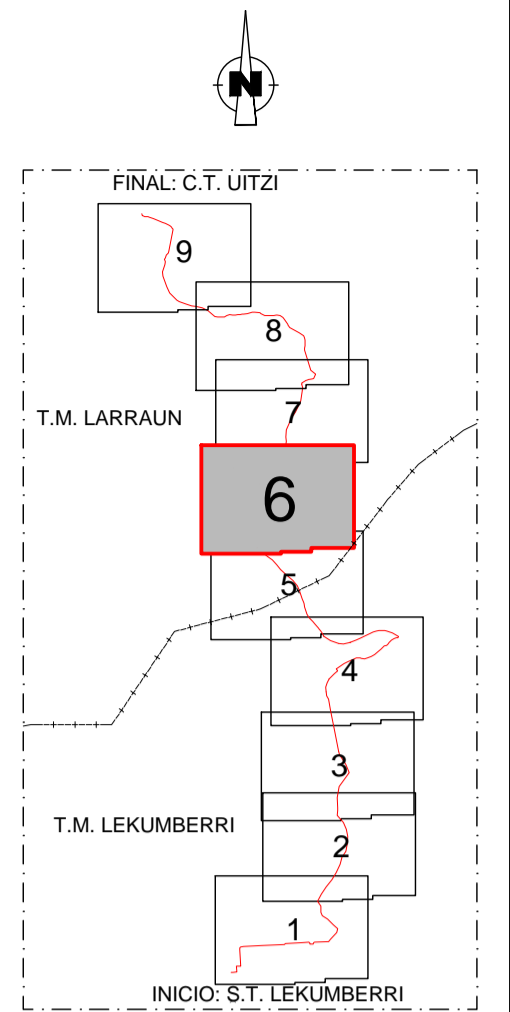 N
FINAL: C.T. UITZI
9
8
7
T.M. LARRAUN
6
5
4
3
T.M. LEKUMBERRI
2
1
INICIO: S.T. LEKUMBERRI